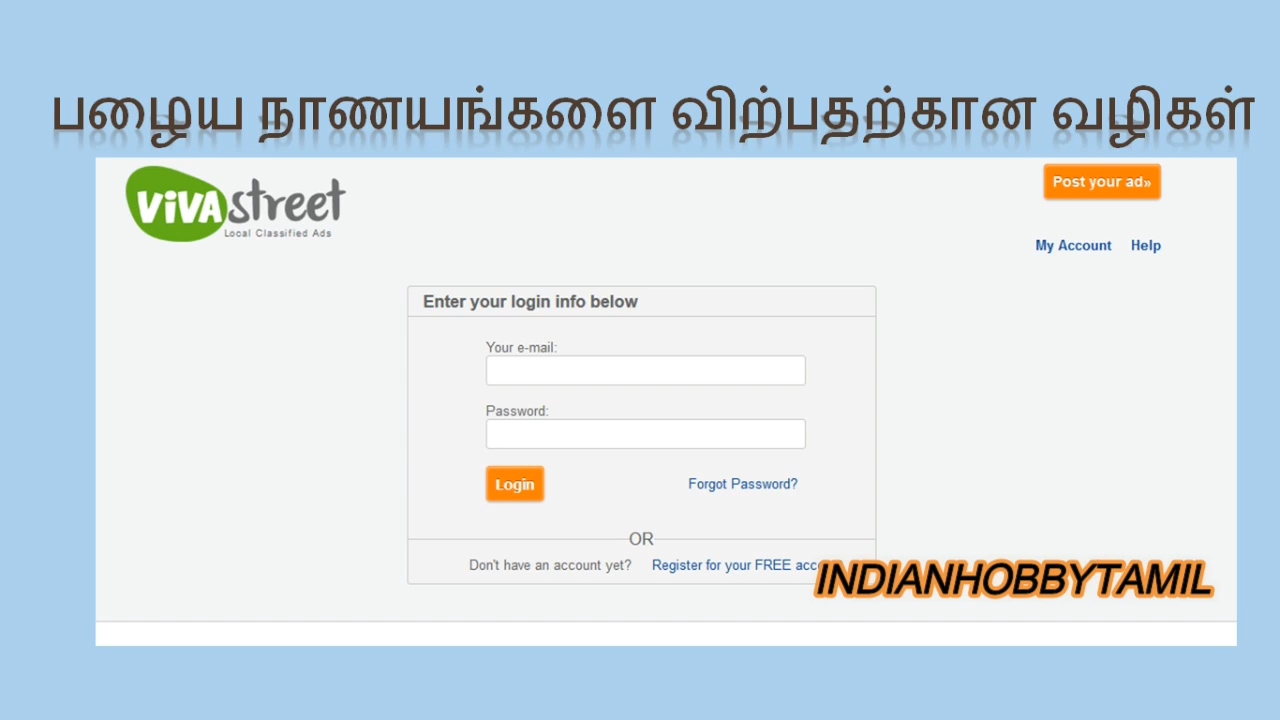 பழைய நாணயங்களை விற்பதற்கான வழிகள்
ViVAstreet
Local Classified Ads
Post your ad»
My Account Help
Enter your login info below
Your e-mail:
Password:
Login Forgot Password?
OR
Don't have an account yet? Register for your FREE
INDIANHOBBYTAMIL